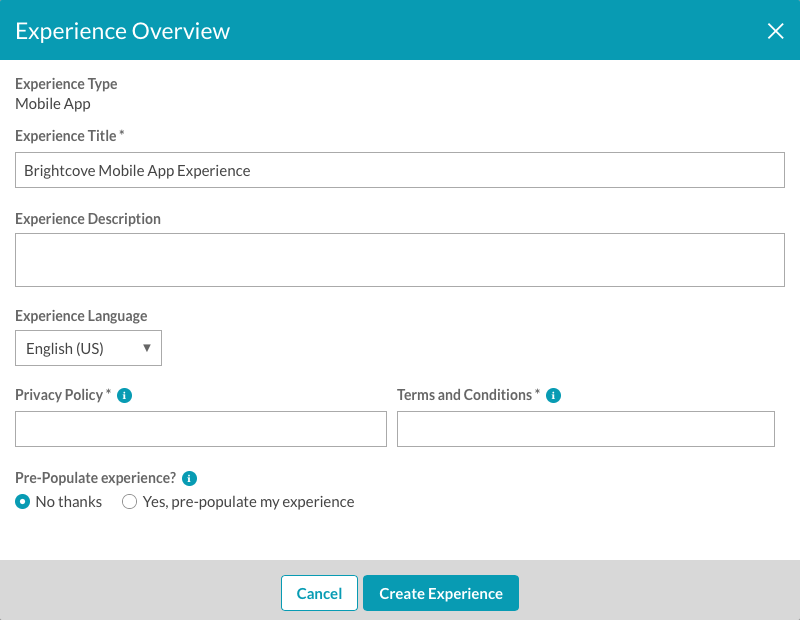 Experience Overview
Experience Type
Mobile App
Experience Title *
Brightcove Mobile App Experience
Experience Description
Experience Language
English (US)
Privacy Policy * Terms and Conditions *
Pre-Populate experience?
No thanks Yes, pre-populate my experience
Cancel Create Experience